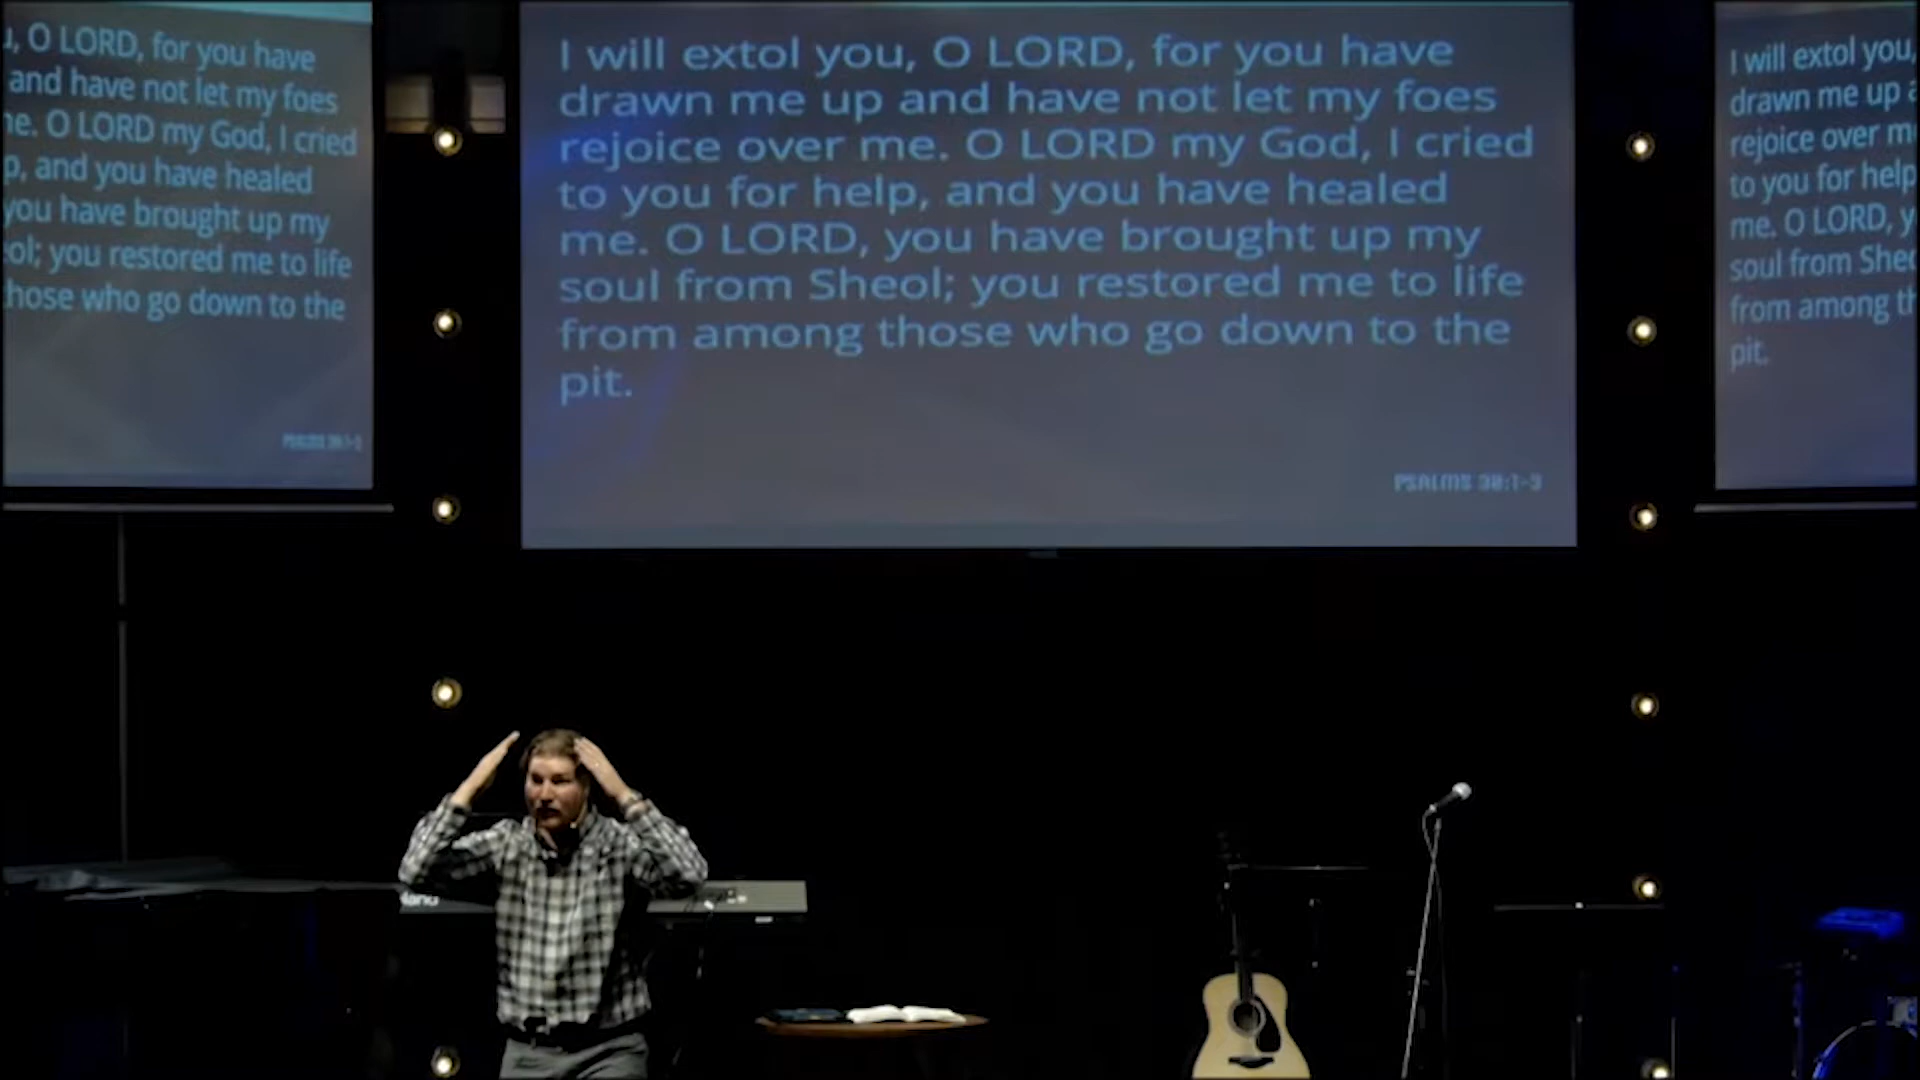 I will extol you, O LORD, for you have
drawn me up and have not let my foes
rejoice over me. O LORD my God, I cried
to you for help, and you have healed
me. O LORD, you have brought up my
soul from Sheol; you restored me to life
from among those who go down to the
pit.
PSALMS 30:1-3
O LORD, for you have
and have not let my foes
O LORD my God, I cried
and you have healed
you have brought up my
you restored me to life
those who go down to the
PSALMS 30:1-3
I will extol you,
drawn me up
rejoice over
to you for help
me. O LORD,
soul from
from among
pit.